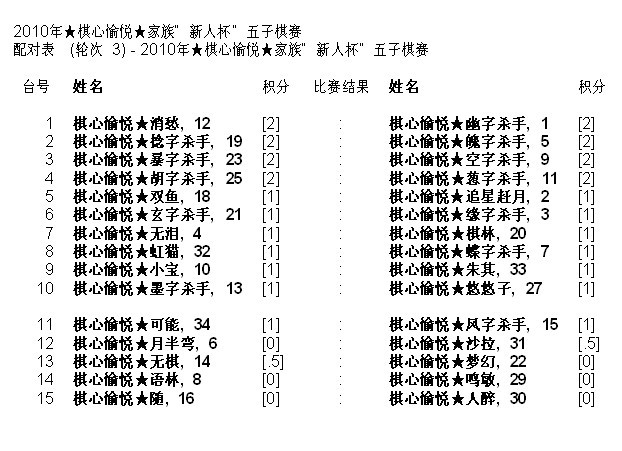 2010年★棋心愉悦★家族”新人杯”五子棋赛
配对表 (轮次 3) - 2010年★棋心愉悦★家族”新人杯”五子棋赛
台号 姓名 积分 比赛结果 姓名 积分
1 棋心愉悦★消愁, 12 [2] : 棋心愉悦★幽字杀手, 1 [2]
2 棋心愉悦★捻字杀手, 19 [2] : 棋心愉悦★魄字杀手, 5 [2]
3 棋心愉悦★暴字杀手, 23 [2] : 棋心愉悦★空字杀手, 9 [2]
4 棋心愉悦★胡字杀手, 25 [2] : 棋心愉悦★葱字杀手, 11 [2]
5 棋心愉悦★双鱼, 18 [1] : 棋心愉悦★追星赶月, 2 [1]
6 棋心愉悦★玄字杀手, 21 [1] : 棋心愉悦★缘字杀手, 3 [1]
7 棋心愉悦★无泪, 4 [1] : 棋心愉悦★棋林, 20 [1]
8 棋心愉悦★虹猫, 32 [1] : 棋心愉悦★蝶字杀手, 7 [1]
9 棋心愉悦★小宝, 10 [1] : 棋心愉悦★朱其, 33 [1]
10 棋心愉悦★墨字杀手, 13 [1] : 棋心愉悦★悠悠子, 27 [1]
11 棋心愉悦★可能, 34 [1] : 棋心愉悦★风字杀手, 15 [1]
12 棋心愉悦★月半弯, 6 [0] : 棋心愉悦★沙拉, 31 [.5]
13 棋心愉悦★无棋, 14 [.5] : 棋心愉悦★梦幻, 22 [0]
14 棋心愉悦★语林, 8 [0] : 棋心愉悦★鸣敏, 29 [0]
15 棋心愉悦★随, 16 [0] : 棋心愉悦★人醉, 30 [0]